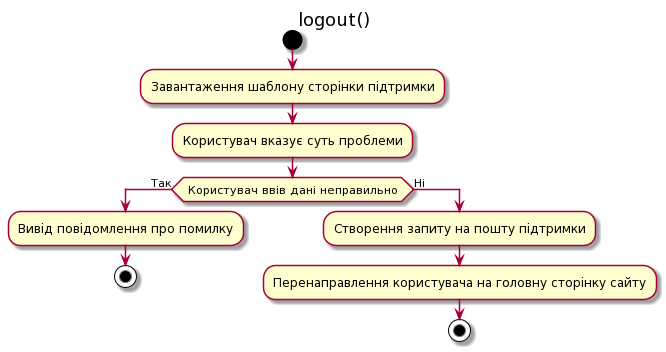 logout()
Завантаження шаблону сторінки підтримки
Користувач вказує суть проблеми
Так
Користувач ввів дані неправильно
Ні
Вивід повідомлення про помилку
Створення запиту на пошту підтримки
Перенаправлення користувача на головну сторінку сайту